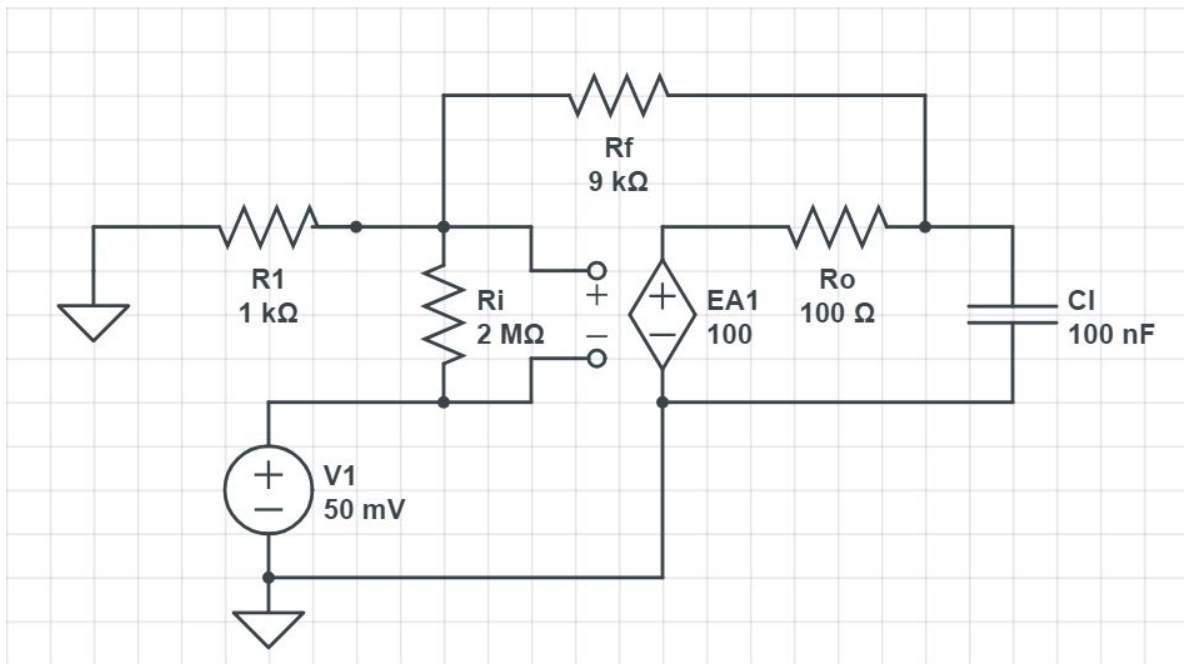 Rf
9 kΩ
R1
1 kΩ
Ri
2 MΩ
+
−
+
−
EA1
100
Ro
100 Ω
Cl
100 nF
+
−
V1
50 mV